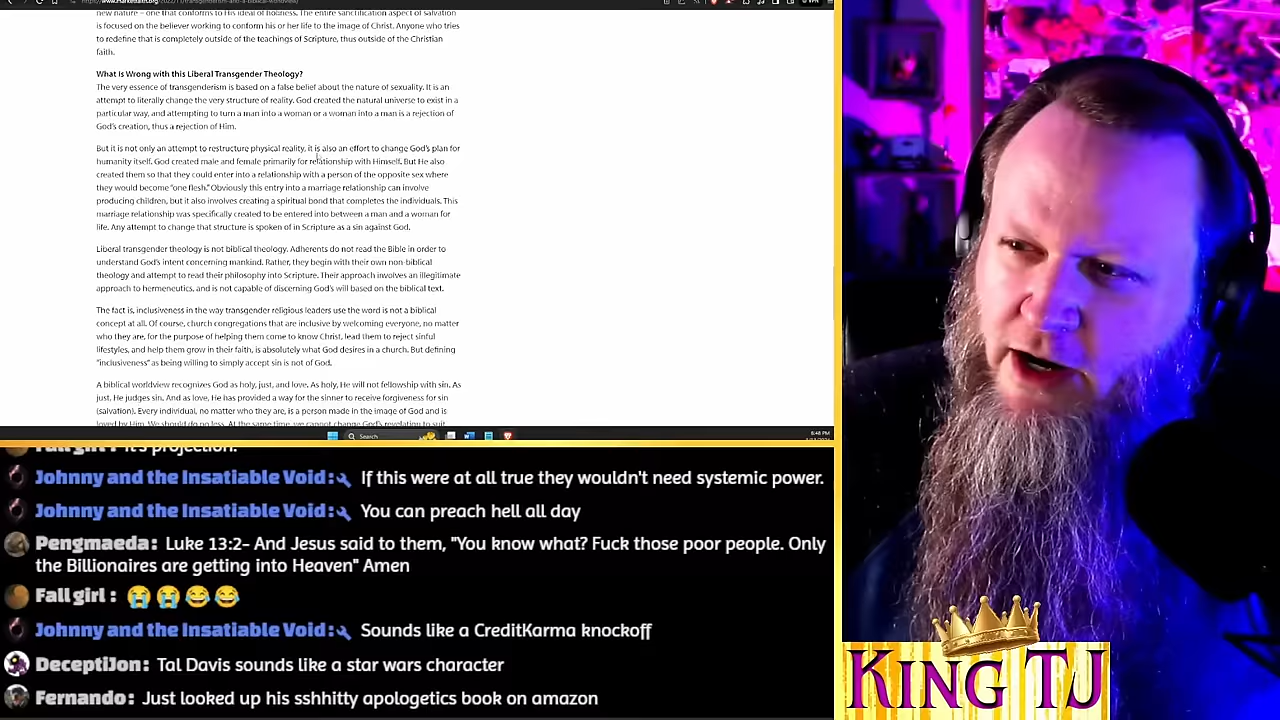 new nature – one that conforms to His ideal of holiness. The entire sanctification aspect of salvation
is focused on the believer working to conform his or her life to the image of Christ. Anyone who tries
to redefine that is completely outside of the teachings of Scripture, thus outside of the Christian
faith.
What Is Wrong with this Liberal Transgender Theology?
The very essence of transgenderism is based on a false belief about the nature of sexuality. It is an
attempt to literally change the very structure of reality. God created the natural universe to exist in a
particular way, and attempting to turn a man into a woman or a woman into a man is a rejection of
God's creation, thus a rejection of Him.
But it is not only an attempt to restructure physical reality, it is also an effort to change God's plan for
humanity itself. God created male and female primarily for relationship with Himself. But He also
created them so that they could enter into a relationship with a person of the opposite sex where
they would become "one flesh." Obviously this entry into a marriage relationship can involve
producing children, but it also involves creating a spiritual bond that completes the individuals. This
marriage relationship was specifically created to be entered into between a man and a woman for
life. Any attempt to change that structure is spoken of in Scripture as a sin against God.
Liberal transgender theology is not biblical theology. Adherents do not read the Bible in order to
understand God's intent concerning mankind. Rather, they begin with their own non-biblical
theology and attempt to read their philosophy into Scripture. Their approach involves an illegitimate
approach to hermeneutics, and is not capable of discerning God's will based on the biblical text.
The fact is, inclusiveness in the way transgender religious leaders use the word is not a biblical
concept at all. Of course, church congregations that are inclusive by welcoming everyone, no matter
who they are, for the purpose of helping them come to know Christ, lead them to reject sinful
lifestyles, and help them grow in their faith, is absolutely what God desires in a church. But defining
"inclusiveness" as being willing to simply accept sin is not of God.
A biblical worldview recognizes God as holy, just, and love. As holy, He will not fellowship with sin. As
just, He judges sin. And as love, He has provided a way for the sinner to receive forgiveness for sin
(salvation). Every individual, no matter who they are, is a person made in the image of God and is
loved by Him. We should do no less. At the same time, we cannot change God's revelation to suit
Search
8:48 PM
Fall girl : It's projection.
Johnny and the Insatiable Void: If this were at all true they wouldn't need systemic power.
Johnny and the Insatiable Void: You can preach hell all day
Pengmaeda: Luke 13:2- And Jesus said to them, "You know what? Fuck those poor people. Only
the Billionaires are getting into Heaven" Amen
Fall girl : 😭😭😂😂
Johnny and the Insatiable Void: Sounds like a CreditKarma knockoff
DeceptiJon: Tal Davis sounds like a star wars character
Fernando: Just looked up his sshhitty apologetics book on amazon
KING TJ